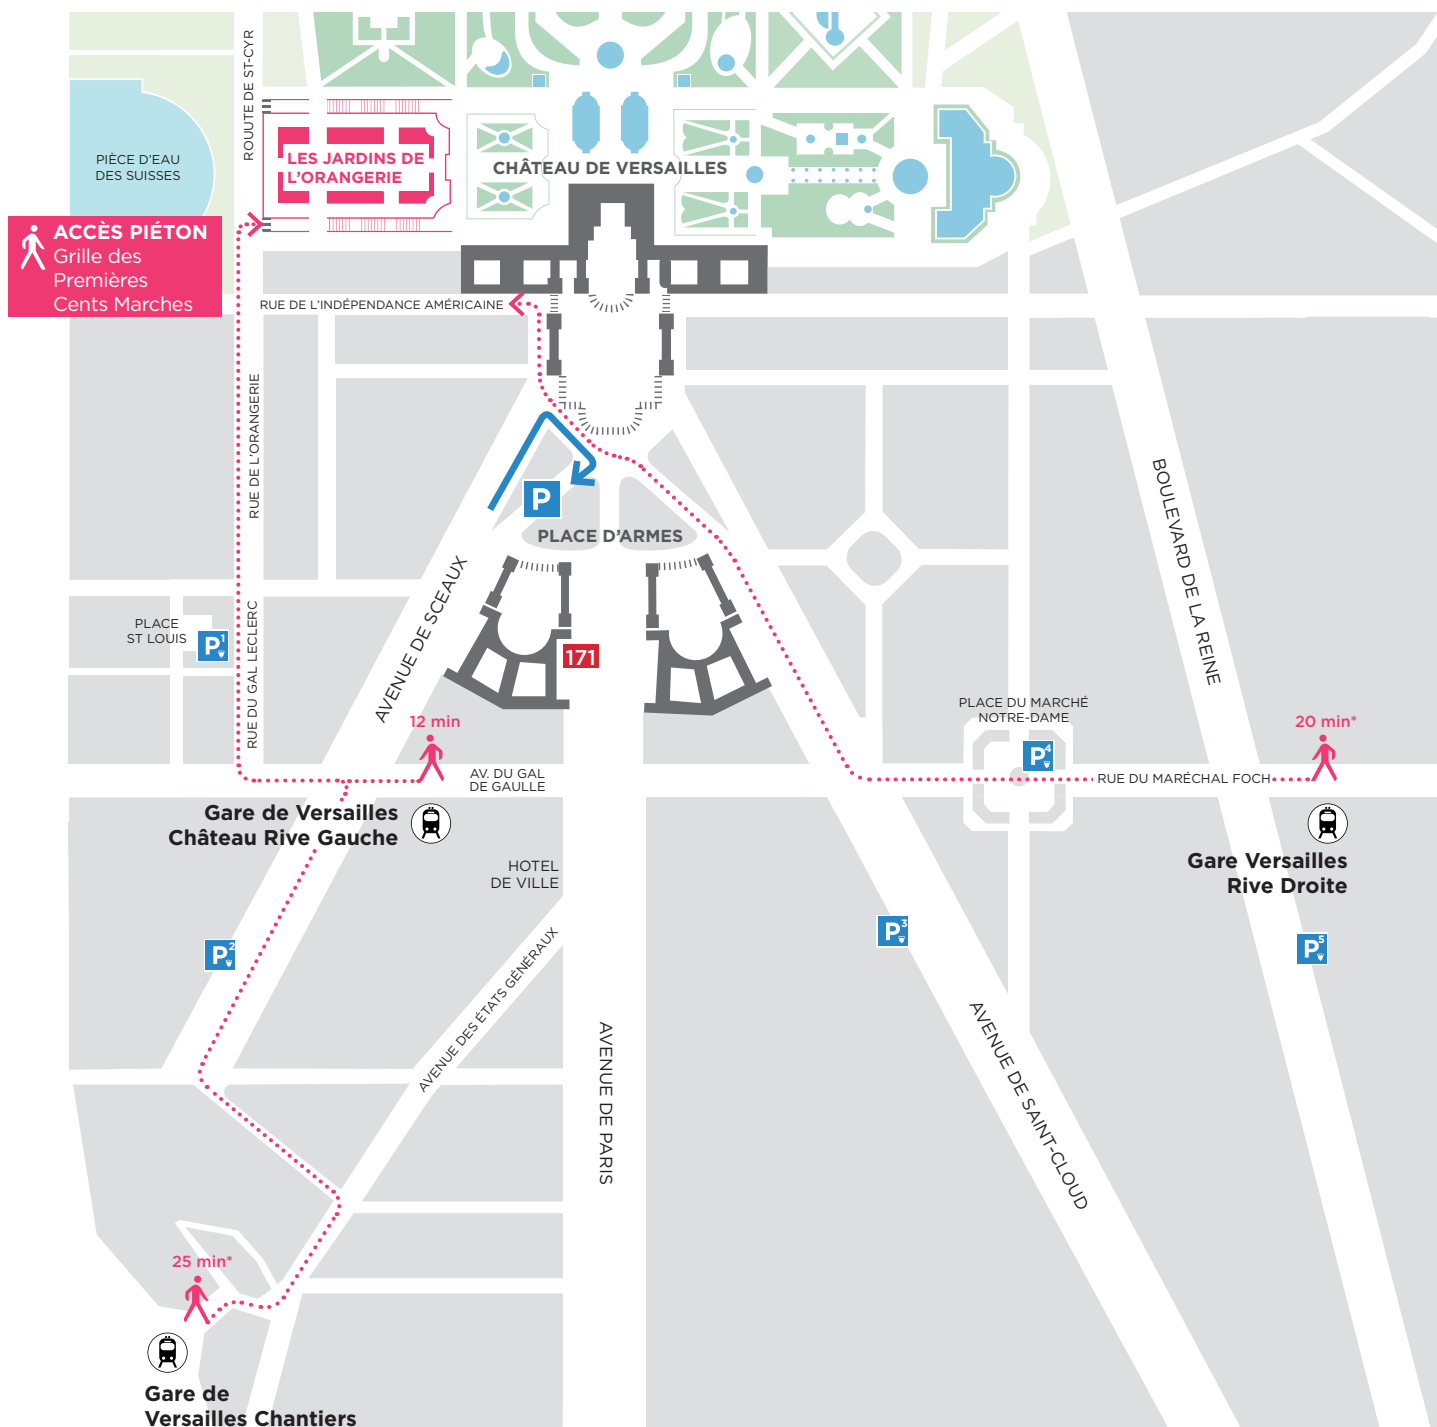 ROUUTE DE ST-CYR
PIÈCE D'EAU
DES SUISSES
LES JARDINS DE
L'ORANGERIE
CHÂTEAU DE VERSAILLES
ACCÈS PIÉTON
Grille des
Premières
Cents Marches
RUE DE L'INDÉPENDANCE AMÉRICAINE
RUE DE L'ORANGERIE
P
PLACE D'ARMES
BOULEVARD DE LA REINE
AVENUE DE SCEAUX
PLACE
ST LOUIS
P1
RUE DU GAL LECLERC
171
12 min
PLACE DU MARCHÉ
NOTRE-DAME
P4
20 min*
AV. DU GAL
DE GAULLE
RUE DU MARÉCHAL FOCH
Gare de Versailles
Château Rive Gauche
Gare Versailles
Rive Droite
HOTEL
DE VILLE
P2
P3
P5
AVENUE DES ÉTATS GÉNÉRAUX
AVENUE DE PARIS
AVENUE DE SAINT-CLOUD
25 min*
Gare de
Versailles Chantiers